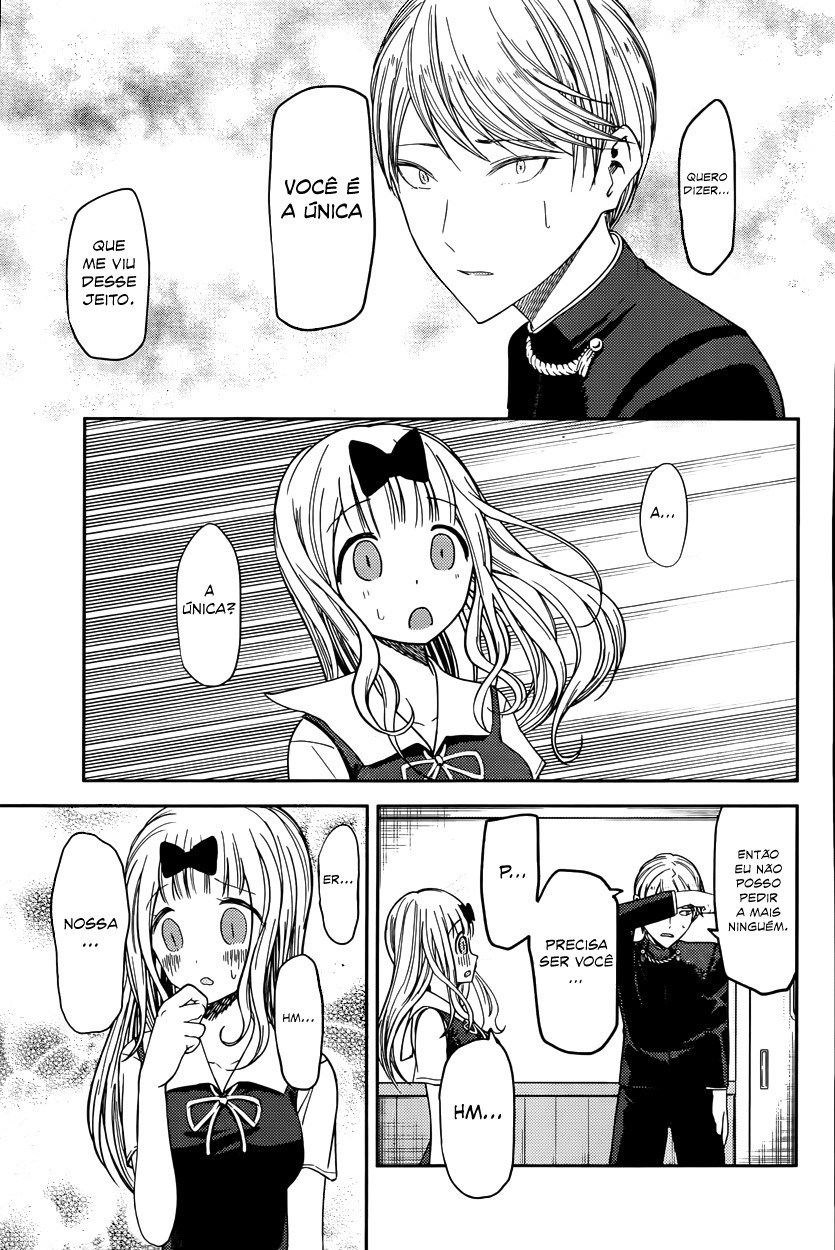 QUERO
DIZER...
VOCÊ É
A ÚNICA
QUE
ME VIU
DESSE
JEITO.
A...
A
ÚNICA?
ENTÃO
EU NÃO
POSSO
PEDIR
A MAIS
NINGUÉM.
P...
PRECISA
SER VOCÊ
...
HM...
ER...
HM...
NOSSA
...